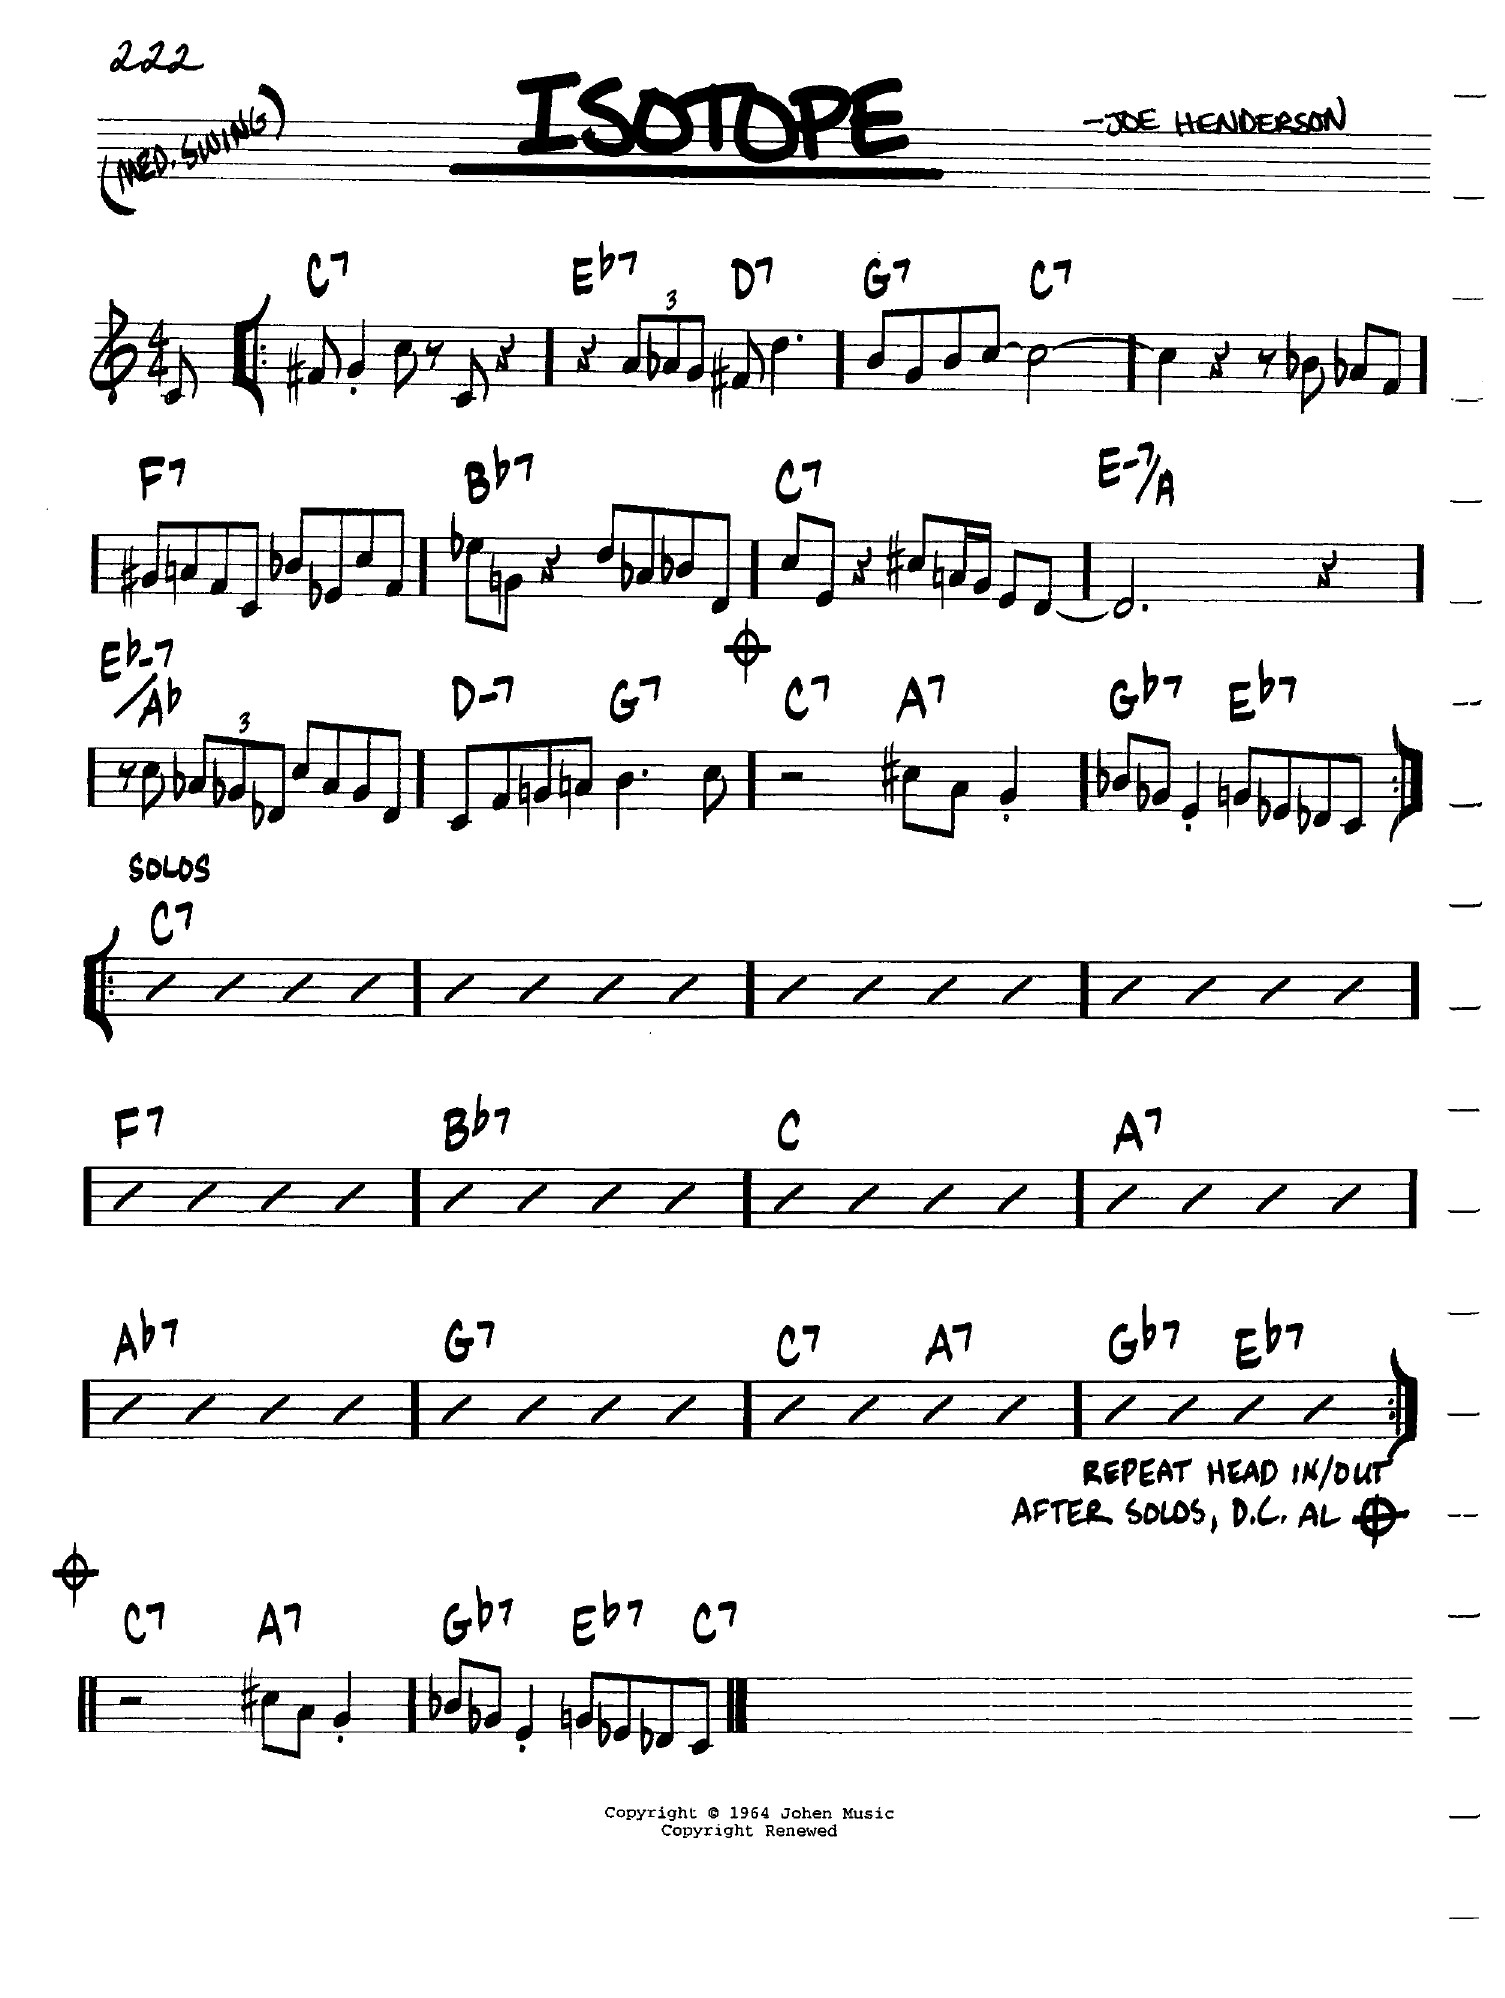 222
ISOTOPE
(MED. SWING)
-JOE HENDERSON
C7 Eb7 D7 G7 C7
4
4
3
F7 Bb7 C7 E-7/A
Eb-7/Ab D-7 G7 C7 A7 Gb7 Eb7
3
SOLOS
C7
F7 Bb7 C A7
Ab7 G7 C7 A7 Gb7 Eb7
REPEAT HEAD IN/OUT
AFTER SOLOS, D.C. AL
C7 A7 Gb7 Eb7 C7
Copyright © 1964 Johen Music
Copyright Renewed